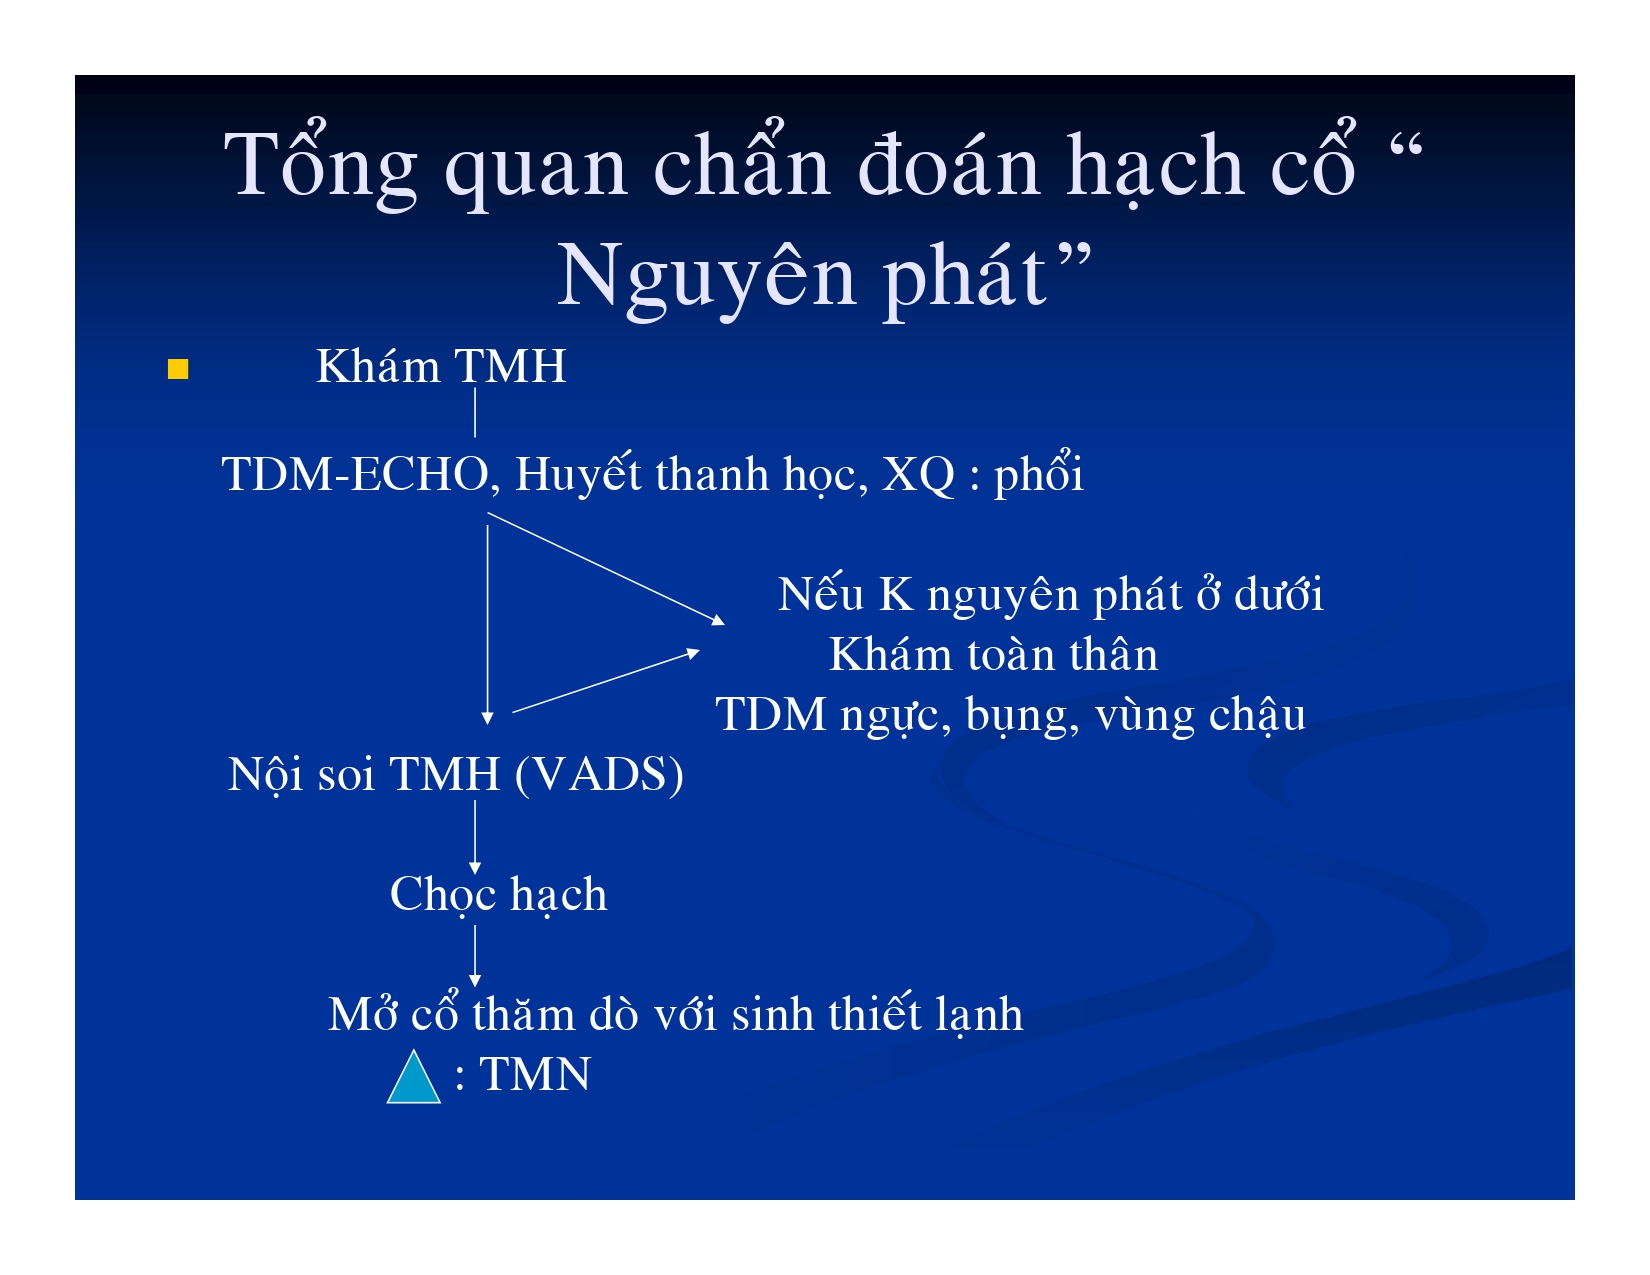 Tổng quan chẩn đoán hạch cổ “
Nguyên phát”
Khám TMH
TDM-ECHO, Huyết thanh học, XQ : phổi
Nếu K nguyên phát ở dưới
Khám toàn thân
TDM ngực, bụng, vùng chậu
Nội soi TMH (VADS)
Chọc hạch
Mở cổ thăm dò với sinh thiết lạnh
: TMN